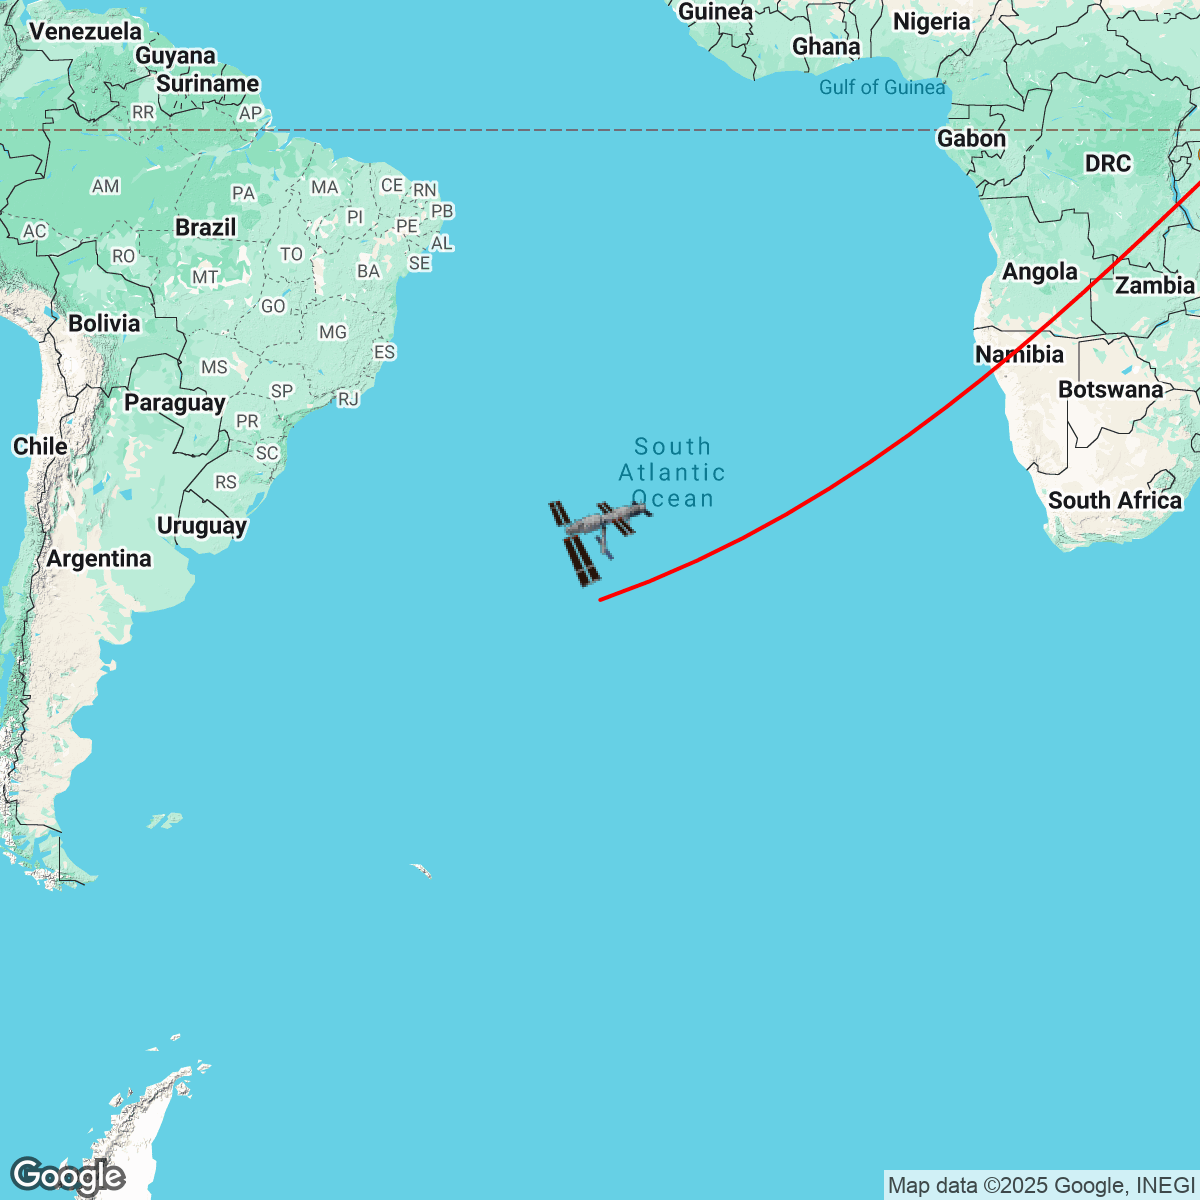 Guinea
Nigeria
Venezuela
Ghana
Guyana
Suriname
Gulf of Guinea
RR
AP
Gabon
DRC
AM
PA
MA
CE
RN
PI
PB
PE
Brazil
AC
AL
RO
TO
SE
MT
BA
Angola
Zambia
GO
Bolivia
MG
ES
Namibia
MS
SP
Botswana
RJ
Paraguay
PR
Chile
SC
South
Atlantic
Ocean
RS
South Africa
Uruguay
Argentina
Google
Map data ©2025 Google, INEGI